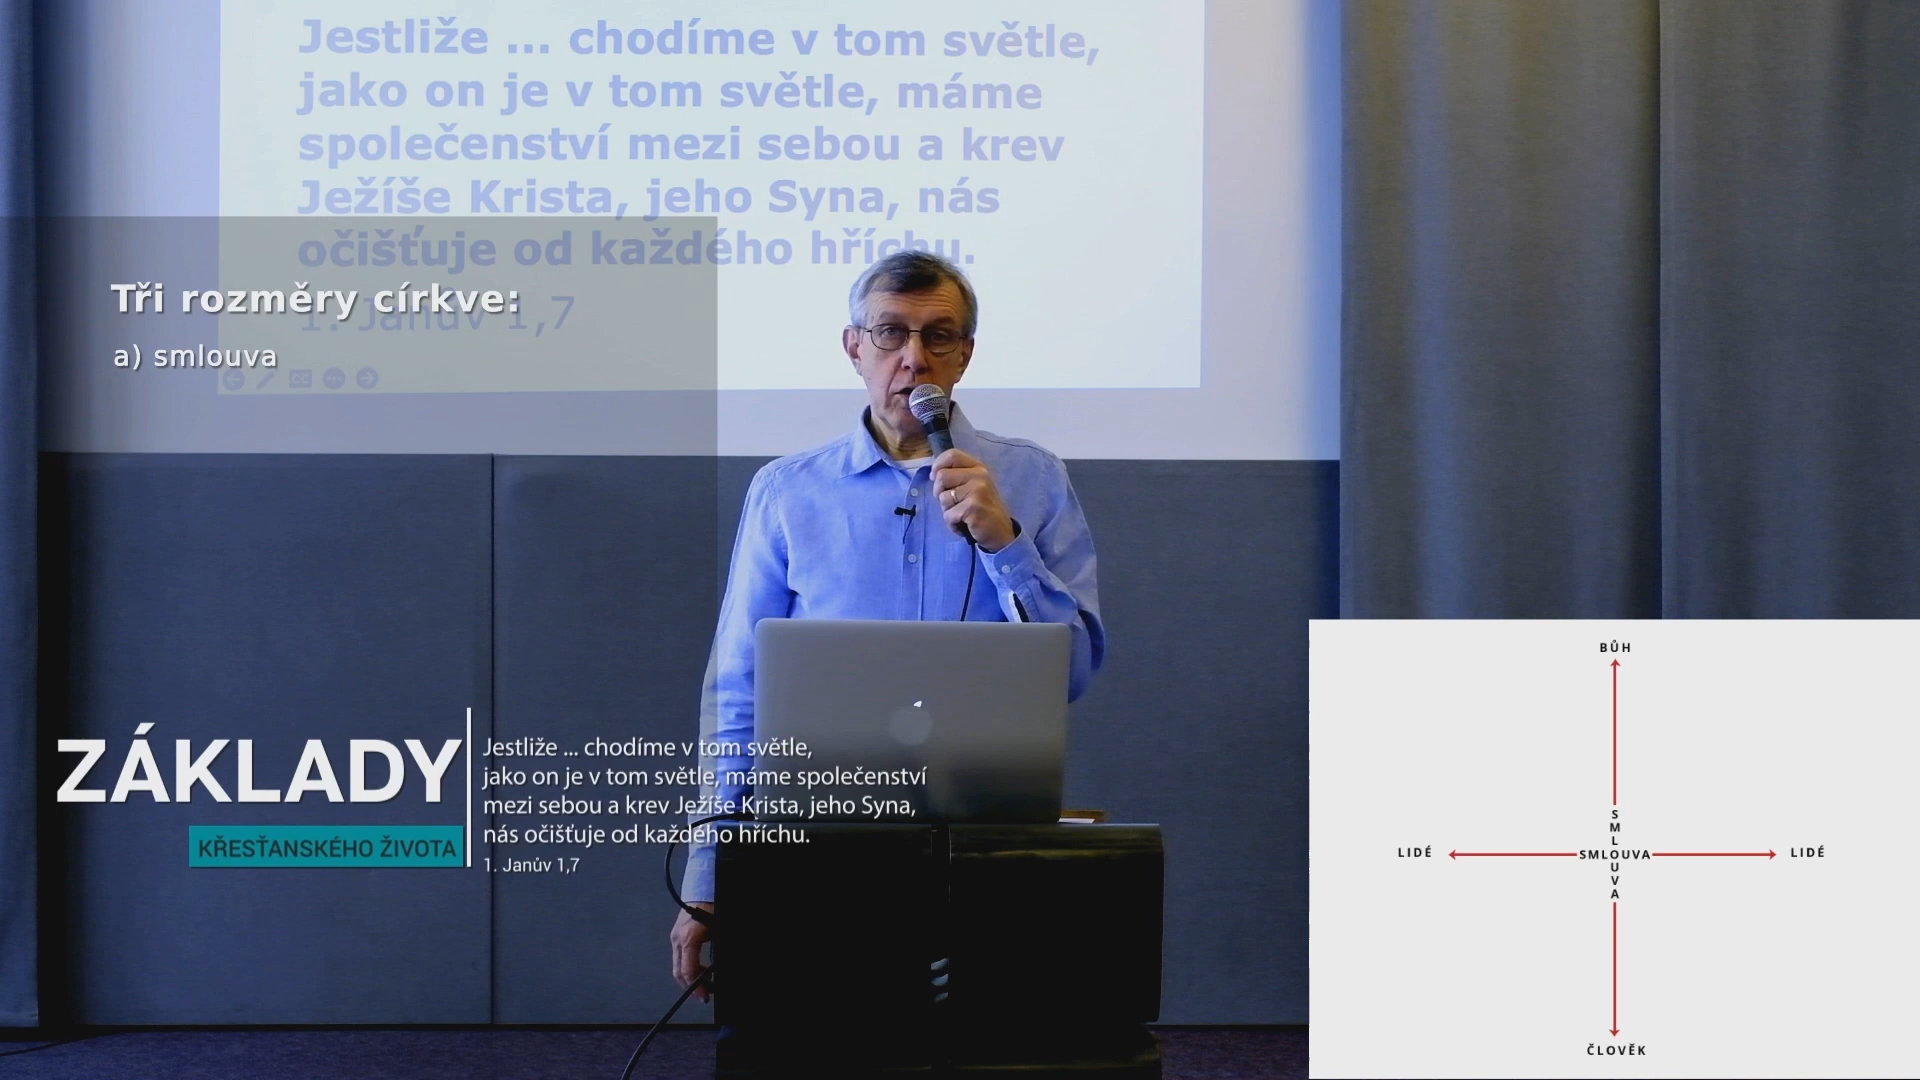 Jestliže ... chodíme v tom světle,
jako on je v tom světle, máme
společenství mezi sebou a krev
Ježíše Krista, jeho Syna, nás
očišťuje od každého hříchu.
1. Janův 1,7
Tři rozměry církve:
a) smlouva
CC
ZÁKLADY
KŘESŤANSKÉHO ŽIVOTA
Jestliže ... chodíme v tom světle,
jako on je v tom světle, máme společenství
mezi sebou a krev Ježíše Krista, jeho Syna,
nás očišťuje od každého hříchu.
1. Janův 1,7
BŮH
SMLOUVA
LIDÉ
SMLOUVA
LIDÉ
ČLOVĚK